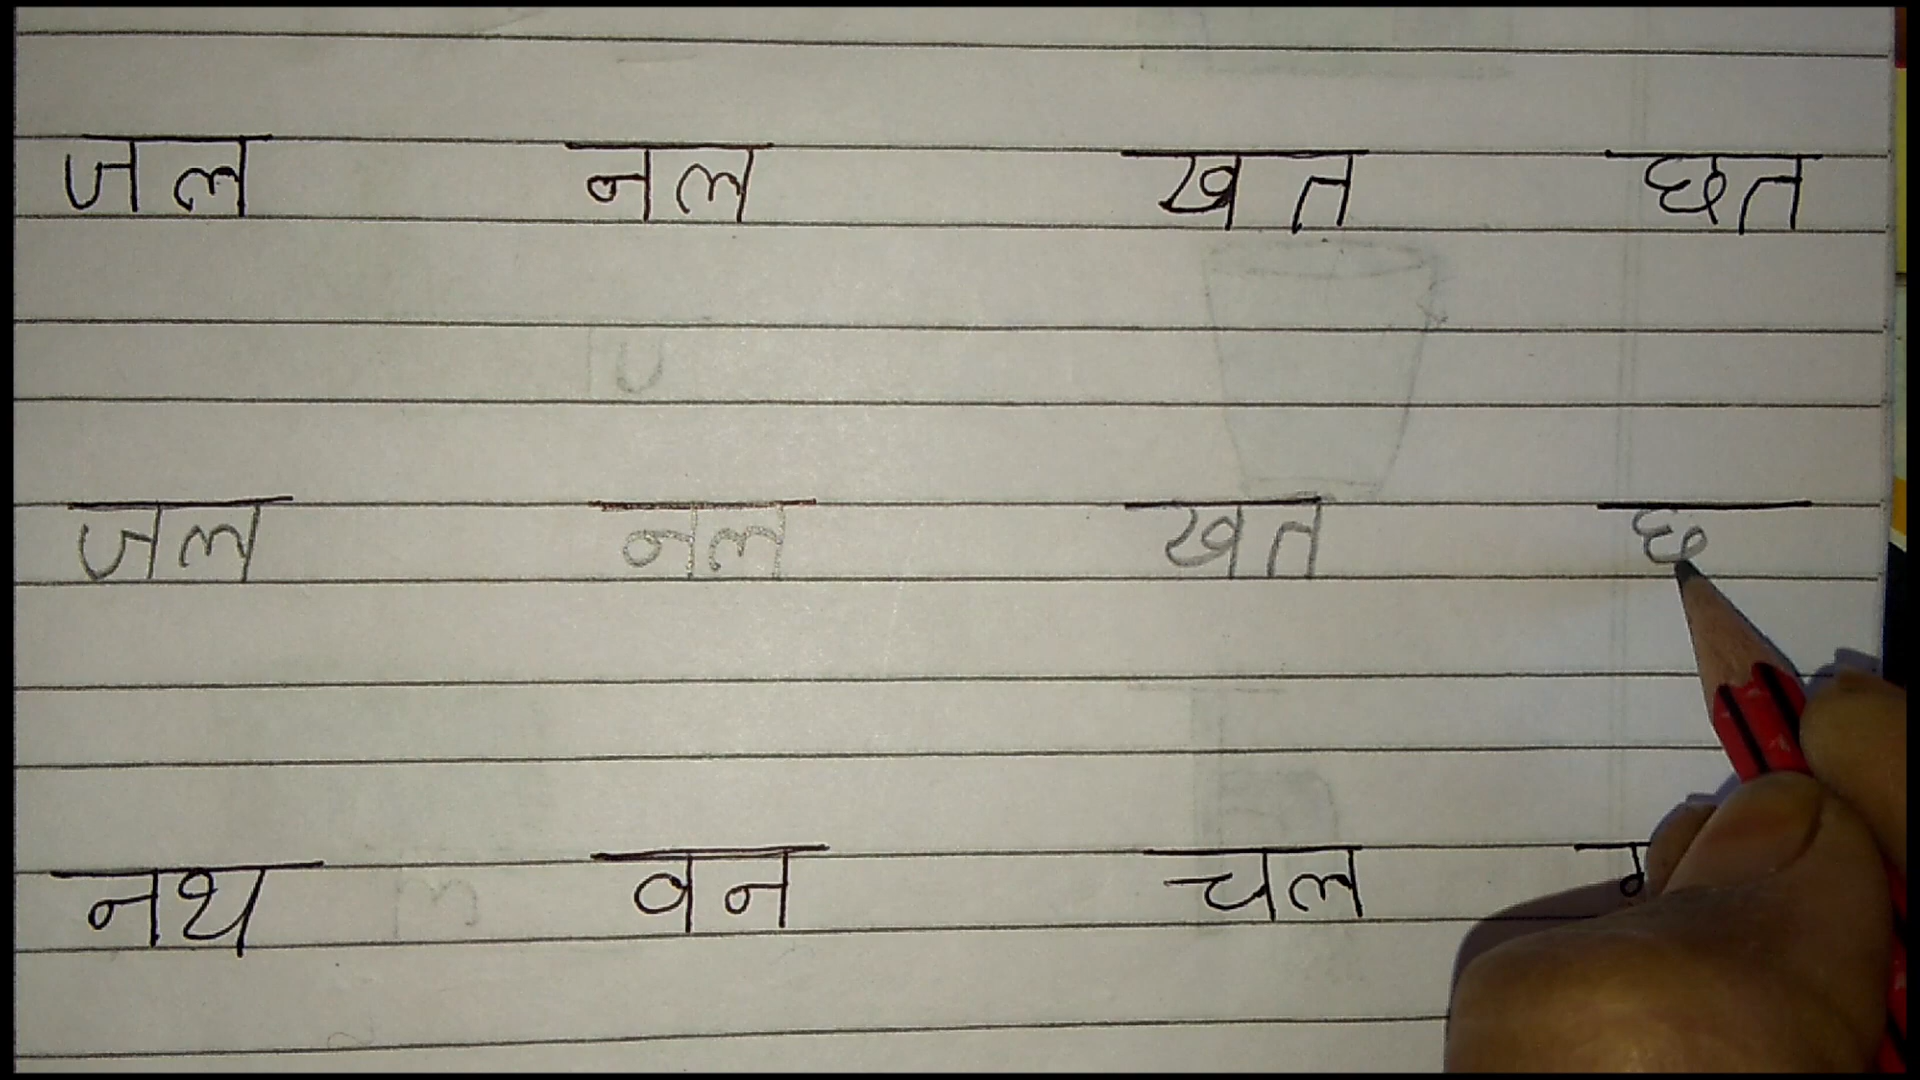 जल नल खत छत
जल नल खत छ
नथ वन चल